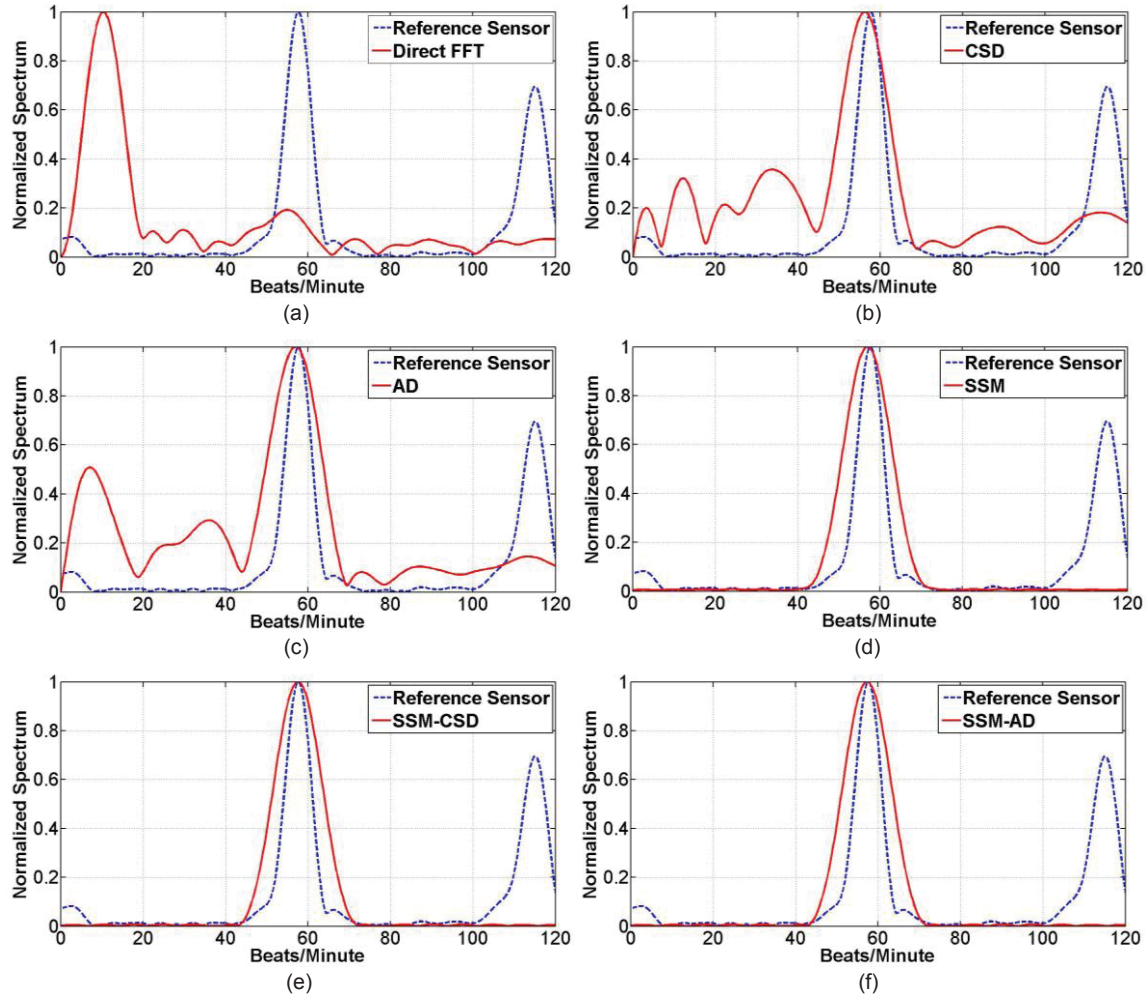 Normalized Spectrum
1
0.8
0.6
0.4
0.2
0
0 20 40 60 80 100 120
Beats/Minute
Reference Sensor
Direct FFT
(a)
Normalized Spectrum
1
0.8
0.6
0.4
0.2
0
0 20 40 60 80 100 120
Beats/Minute
Reference Sensor
CSD
(b)
Normalized Spectrum
1
0.8
0.6
0.4
0.2
0
0 20 40 60 80 100 120
Beats/Minute
Reference Sensor
AD
(c)
Normalized Spectrum
1
0.8
0.6
0.4
0.2
0
0 20 40 60 80 100 120
Beats/Minute
Reference Sensor
SSM
(d)
Normalized Spectrum
1
0.8
0.6
0.4
0.2
0
0 20 40 60 80 100 120
Beats/Minute
Reference Sensor
SSM-CSD
(e)
Normalized Spectrum
1
0.8
0.6
0.4
0.2
0
0 20 40 60 80 100 120
Beats/Minute
Reference Sensor
SSM-AD
(f)